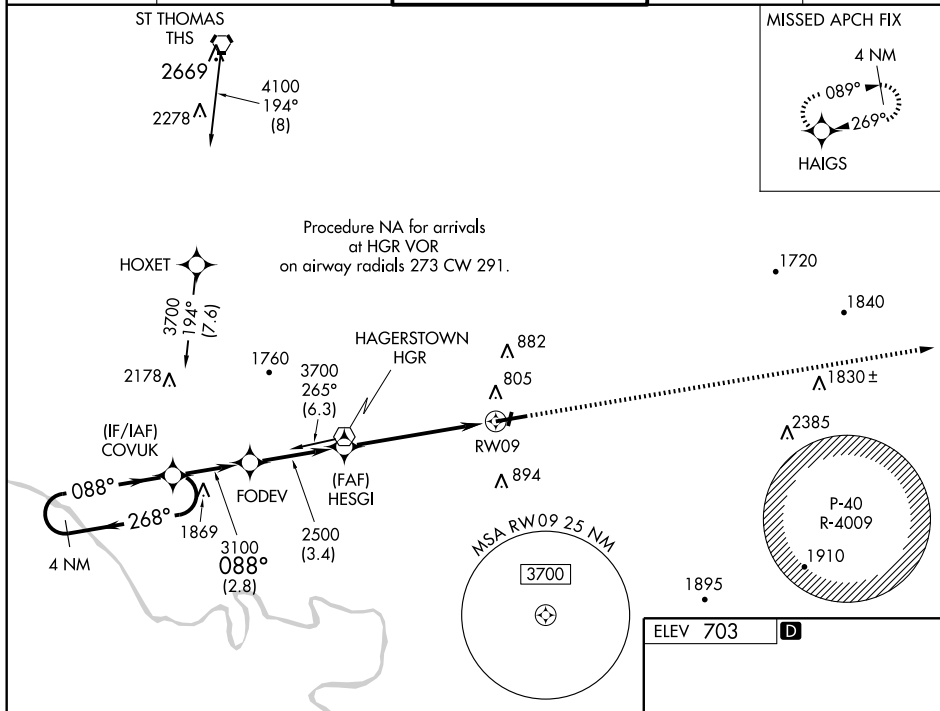 ST THOMAS
THS
2669
2278
4100
194°
(8)
MISSED APCH FIX
4 NM
089°
269°
HAIGS
Procedure NA for arrivals
at HGR VOR
on airway radials 273 CW 291.
HOXET
3700
194°
(7.6)
1720
1840
HAGERSTOWN
HGR
882
2178
1760
3700
265°
(6.3)
805
1830 ±
(IF/IAF)
COVUK
RW09
2385
088°
268°
4 NM
1869
FODEV
(FAF)
HESGI
894
3100
088°
(2.8)
2500
(3.4)
P-40
R-4009
1910
MSA RW09 25 NM
3700
1895
ELEV 703 D